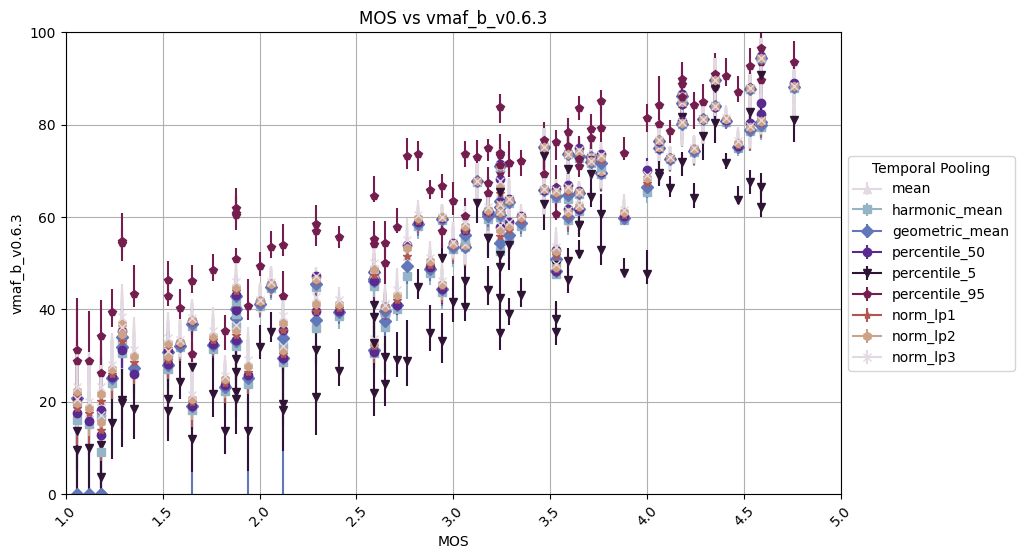 MOS vs vmaf_b_v0.6.3
100
80
60
40
20
0
vmaf_b_v0.6.3
1.0
1.5
2.0
2.5
3.0
3.5
4.0
4.5
5.0
MOS
Temporal Pooling
mean
harmonic_mean
geometric_mean
percentile_50
percentile_5
percentile_95
norm_lp1
norm_lp2
norm_lp3